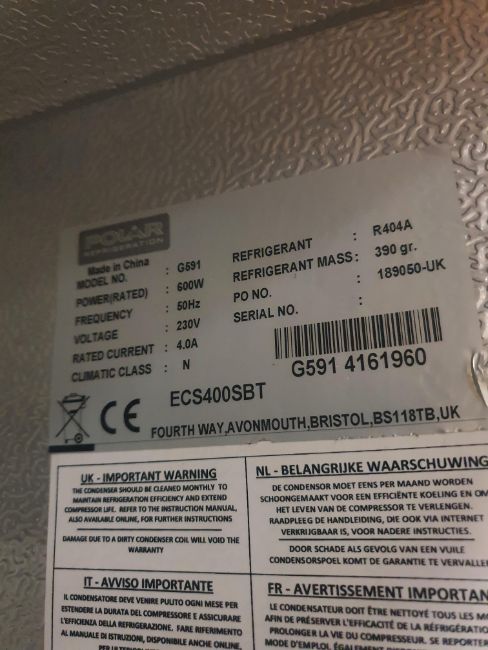 POLAR
REFRIGERATION
Made in China
MODEL NO. : G591
POWER(RATED) : 600W
FREQUENCY : 50Hz
VOLTAGE : 230V
RATED CURRENT : 4.0A
CLIMATIC CLASS : N
REFRIGERANT : R404A
REFRIGERANT MASS : 390 gr.
PO NO. : 189050-UK
SERIAL NO. :
G591 4161960
CE
ECS400SBT
FOURTH WAY,AVONMOUTH,BRISTOL,BS118TB,UK
UK - IMPORTANT WARNING
THE CONDENSER SHOULD BE CLEANED MONTHLY TO
MAINTAIN REFRIGERATION EFFICIENCY AND EXTEND
COMPRESSOR LIFE. REFER TO THE INSTRUCTION MANUAL,
ALSO AVAILABLE ONLINE, FOR FURTHER INSTRUCTIONS
DAMAGE DUE TO A DIRTY CONDENSER COIL WILL VOID THE
WARRANTY
NL - BELANGRIJKE WAARSCHUWING
DE CONDENSOR MOET EENS PER MAAND WORDEN
SCHOONGEMAAKT VOOR EEN EFFICIËNTE KOELING EN OM
HET LEVEN VAN DE COMPRESSOR TE VERLENGEN.
RAADPLEEG DE HANDLEIDING, DIE OOK VIA INTERNET
VERKRIJGBAAR IS, VOOR NADERE INSTRUCTIES.
DOOR SCHADE ALS GEVOLG VAN EEN VUILE
CONDENSORSPOEL KOMT DE GARANTIE TE VERVALLE
IT - AVVISO IMPORTANTE
IL CONDENSATORE DEVE VENIRE PULITO OGNI MESE PER
ESTENDERE LA DURATA DEL COMPRESSORE E ASSICURARE
L'EFFICIENZA DELLA REFRIGERAZIONE. FARE RIFERIMENTO
AL MANUALE DI ISTRUZIONI, DISPONIBILE ANCHE ONLINE,
FR - AVERTISSEMENT IMPORTAN
LE CONDENSATEUR DOIT ÊTRE NETTOYÉ TOUS LES M
AFIN DE PRÉSERVER L'EFFICACITÉ DE LA RÉFRIGÉRA
PROLONGER LA VIE DU COMPRESSEUR. SE REPORTE
MODE D'EMPLOI ÉGALEMENT